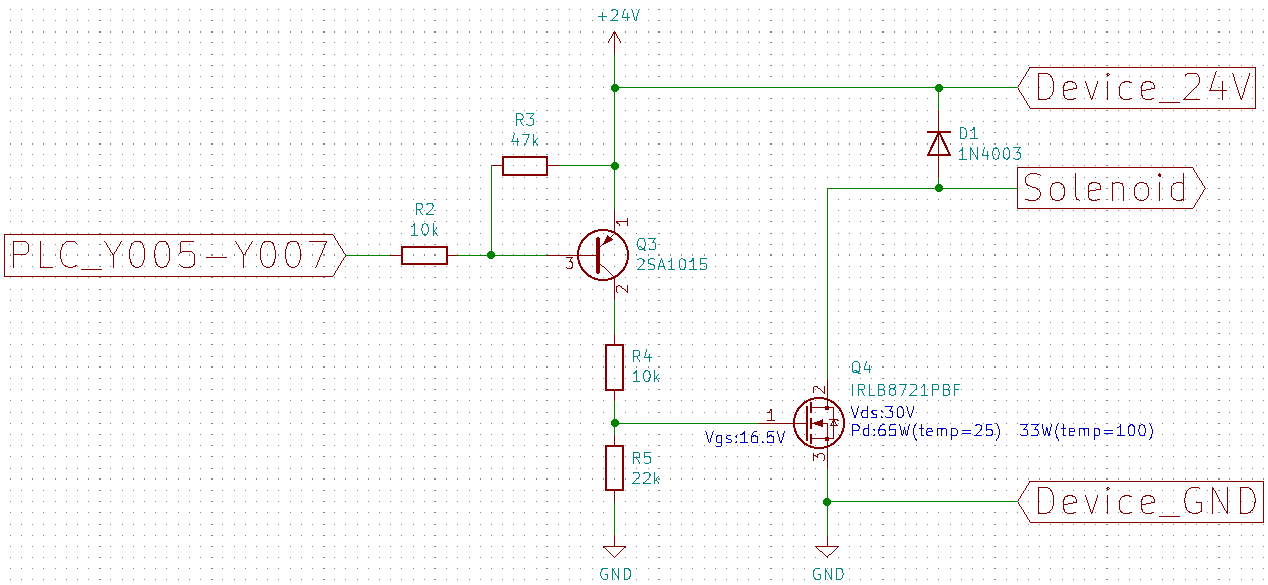 +24V
Device_24V
R3
47k
D1
1N4003
Solenoid
R2
10k
PLC_Y005-Y007
1
Q3
2SA1015
3
2
R4
10k
Q4
IRLB8721PBF
2
1
Vds:30V
Vgs:16.5V
Pd:65W(temp=25) 33W(temp=100)
3
R5
22k
Device_GND
GND
GND